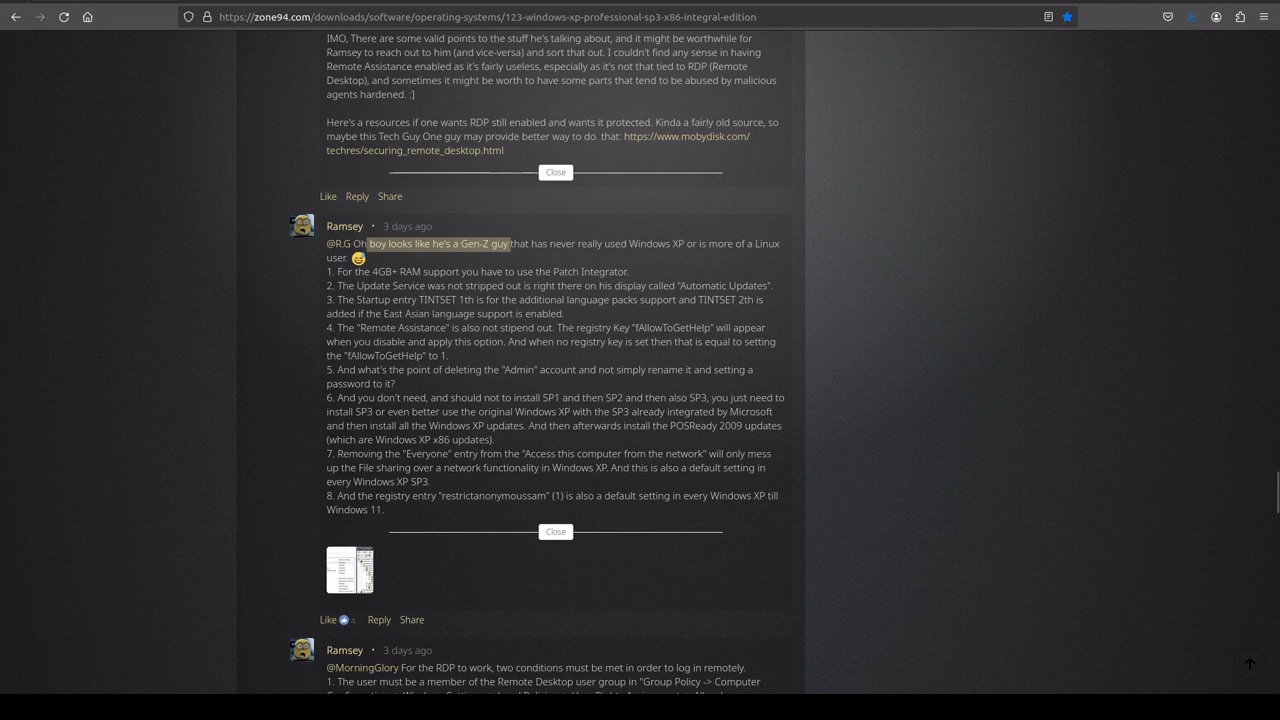 https://zone94.com/downloads/software/operating-systems/123-windows-xp-professional-sp3-x86-integral-edition
IMO, There are some valid points to the stuff he's talking about, and it might be worthwhile for
Ramsey to reach out to him (and vice-versa) and sort that out. I couldn't find any sense in having
Remote Assistance enabled as it's fairly useless, especially as it's not that tied to RDP (Remote
Desktop), and sometimes it might be worth to have some parts that tend to be abused by malicious
agents hardened. :]
Here's a resources if one wants RDP still enabled and wants it protected. Kinda a fairly old source, so
maybe this Tech Guy One guy may provide better way to do. that: https://www.mobydisk.com/
techres/securing_remote_desktop.html
Close
Like Reply Share
Ramsey • 3 days ago
@R.G Oh boy looks like he's a Gen-Z guy that has never really used Windows XP or is more of a Linux
user. 😅
1. For the 4GB+ RAM support you have to use the Patch Integrator.
2. The Update Service was not stripped out is right there on his display called "Automatic Updates".
3. The Startup entry TINTSET 1th is for the additional language packs support and TINTSET 2th is
added if the East Asian language support is enabled.
4. The "Remote Assistance" is also not stipend out. The registry Key "fAllowToGetHelp" will appear
when you disable and apply this option. And when no registry key is set then that is equal to setting
the "fAllowToGetHelp" to 1.
5. And what's the point of deleting the "Admin" account and not simply rename it and setting a
password to it?
6. And you don't need, and should not to install SP1 and then SP2 and then also SP3, you just need to
install SP3 or even better use the original Windows XP with the SP3 already integrated by Microsoft
and then install all the Windows XP updates. And then afterwards install the POSReady 2009 updates
(which are Windows XP x86 updates).
7. Removing the "Everyone" entry from the "Access this computer from the network" will only mess
up the File sharing over a network functionality in Windows XP. And this is also a default setting in
every Windows XP SP3.
8. And the registry entry "restrictanonymoussam" (1) is also a default setting in every Windows XP till
Windows 11.
Close
Like 4 Reply Share
Ramsey • 3 days ago
@MorningGlory For the RDP to work, two conditions must be met in order to log in remotely.
1. The user must be a member of the Remote Desktop user group in "Group Policy -> Computer